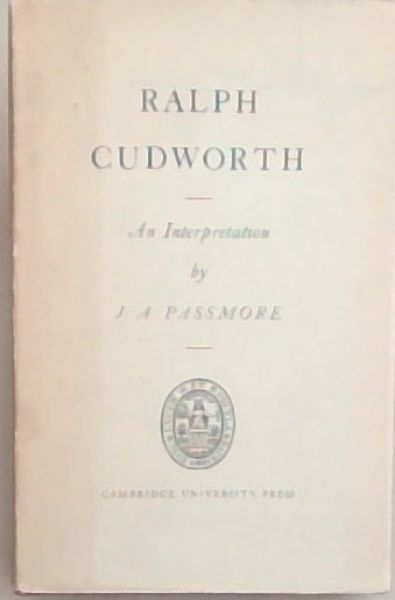 RALPH
CUDWORTH
An Interpretation
by
J A PASSMORE
CAMBRIDGE UNIVERSITY PRESS